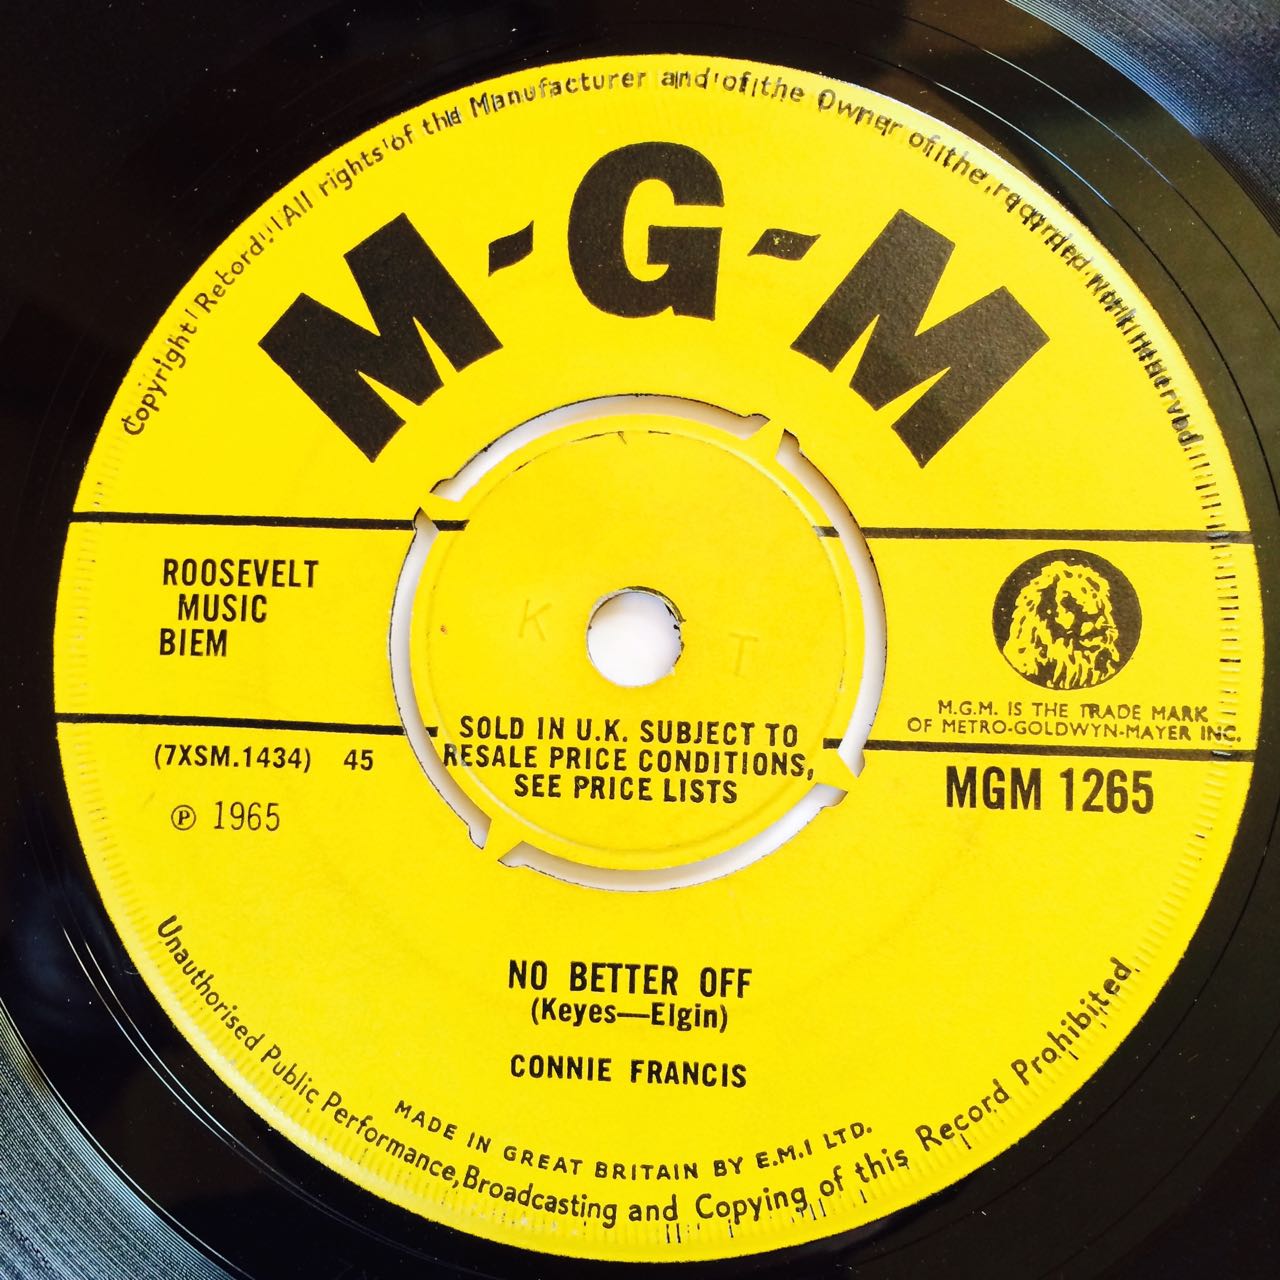 Copyright Record. All rights of the Manufacturer and of the Owner of the recorded work reserved
M-G-M
ROOSEVELT
MUSIC
BIEM
K T
M.G.M. IS THE TRADE MARK
OF METRO-GOLDWYN-MAYER INC.
SOLD IN U.K. SUBJECT TO
RESALE PRICE CONDITIONS,
SEE PRICE LISTS
(7XSM.1434) 45
MGM 1265
Ⓟ 1965
NO BETTER OFF
(Keyes—Elgin)
CONNIE FRANCIS
MADE IN GREAT BRITAIN BY E.M.I LTD.
Unauthorised Public Performance, Broadcasting and Copying of this Record Prohibited